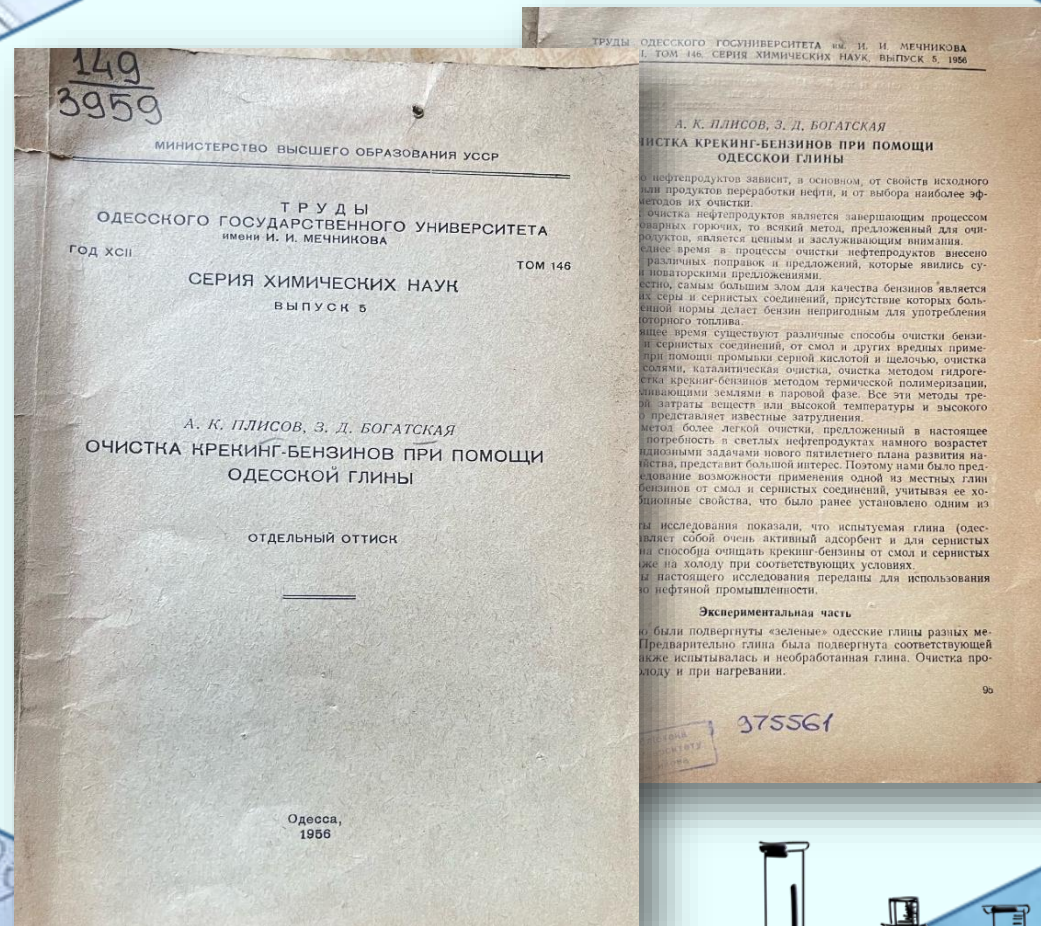 149
3959
МИНИСТЕРСТВО ВЫСШЕГО ОБРАЗОВАНИЯ УССР
ТРУДЫ
ОДЕССКОГО ГОСУДАРСТВЕННОГО УНИВЕРСИТЕТА
имени И. И. МЕЧНИКОВА
ГОД XCII
ТОМ 146
СЕРИЯ ХИМИЧЕСКИХ НАУК
ВЫПУСК 5
А. К. ПЛИСОВ, З. Д. БОГАТСКАЯ
ОЧИСТКА КРЕКИНГ-БЕНЗИНОВ ПРИ ПОМОЩИ
ОДЕССКОЙ ГЛИНЫ
ОТДЕЛЬНЫЙ ОТТИСК
Одесса,
1956
ТРУДЫ ОДЕССКОГО ГОСУНИВЕРСИТЕТА им. И. И. МЕЧНИКОВА
ТОМ 146. СЕРИЯ ХИМИЧЕСКИХ НАУК, ВЫПУСК 5, 1956
А. К. ПЛИСОВ, З. Д. БОГАТСКАЯ
КРЕКИНГ-БЕНЗИНОВ ПРИ ПОМОЩИ
ОДЕССКОЙ ГЛИНЫ
нефтепродуктов зависит, в основном, от свойств исходного
продуктов переработки нефти, и от выбора наиболее эф-
методов их очистки.
очистка нефтепродуктов является завершающим процессом
горючих, то всякий метод, предложенный для очи-
является ценным и заслуживающим внимания.
время в процессы очистки нефтепродуктов внесено
различных поправок и предложений, которые явились су-
новаторскими предложениями.
самым большим злом для качества бензинов является
серы и сернистых соединений, присутствие которых боль-
нормы делает бензин непригодным для употребления
топлива.
время существуют различные способы очистки бензи-
и сернистых соединений, от смол и других вредных приме-
при помощи промывки серной кислотой и щелочью, очистка
солями, каталитическая очистка, очистка методом гидроге-
крекинг-бензинов методом термической полимеризации,
землями в паровой фазе. Все эти методы тре-
затраты веществ или высокой температуры и высокого
представляет известные затруднения.
метод более легкой очистки, предложенный в настоящее
потребность в светлых нефтепродуктах намного возрастет
задачами нового пятилетнего плана развития на-
представит большой интерес. Поэтому нами было пред-
возможности применения одной из местных глин
бензинов от смол и сернистых соединений, учитывая ее хо-
свойства, что было ранее установлено одним из
исследования показали, что испытуемая глина (одес-
собой очень активный адсорбент и для сернистых
способна очищать крекинг-бензины от смол и сернистых
на холоду при соответствующих условиях.
настоящего исследования переданы для использования
нефтяной промышленности.
Экспериментальная часть
были подвергнуты «зеленые» одесские глины разных ме-
Предварительно глина была подвергнута соответствующей
испытывалась и необработанная глина. Очистка про-
и при нагревании.
375561